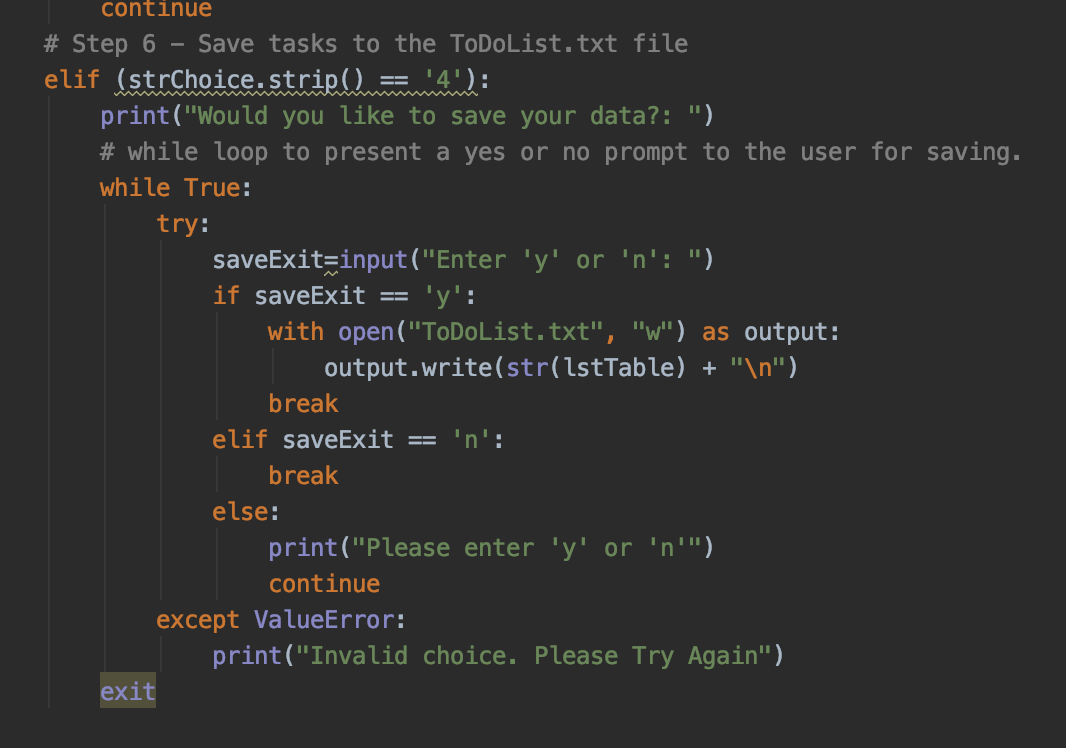 continue
# Step 6 - Save tasks to the ToDoList.txt file
elif (strChoice.strip() == '4'):
print("Would you like to save your data?: ")
# while loop to present a yes or no prompt to the user for saving.
while True:
try:
saveExit=input("Enter 'y' or 'n': ")
if saveExit == 'y':
with open("ToDoList.txt", "w") as output:
output.write(str(lstTable) + "\n")
break
elif saveExit == 'n':
break
else:
print("Please enter 'y' or 'n'")
continue
except ValueError:
print("Invalid choice. Please Try Again")
exit